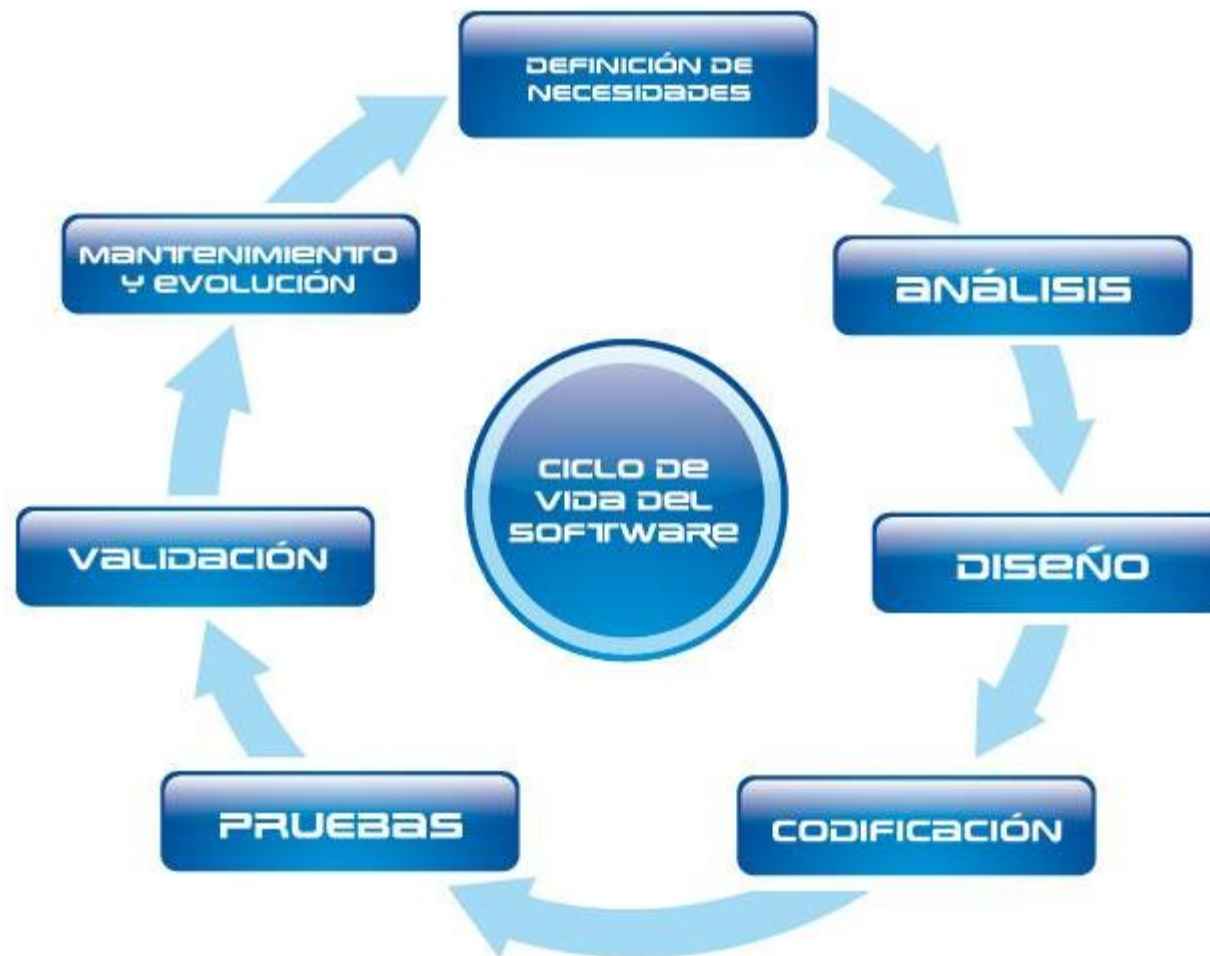 DEFINICIÓN DE
NECESIDADES
ANÁLISIS
DISEÑO
CODIFICACIÓN
PRUEBAS
VALIDACIÓN
MANTENIMIENTO
Y EVOLUCIÓN
CICLO DE
VIDA DEL
SOFTWARE